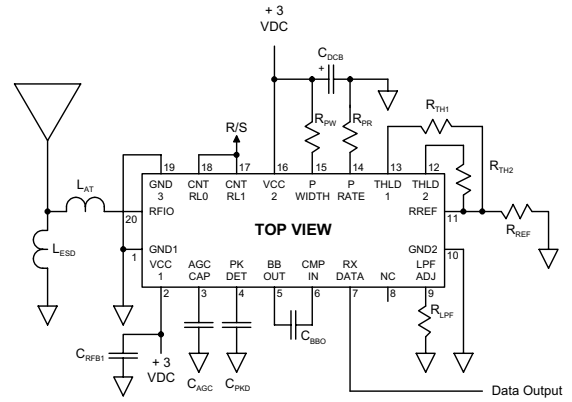 + 3
VDC
CDCB
+
R/S
RPW
RPR
RTH1
RTH2
19
18
17
16
15
14
13
12
GND
3
CNT
RL0
CNT
RL1
VCC
2
P
WIDTH
P
RATE
THLD
1
THLD
2
LAT
20
RFIO
RREF
11
RREF
TOP VIEW
LESD
GND1
1
GND2
10
VCC
1
AGC
CAP
PK
DET
BB
OUT
CMP
IN
RX
DATA
NC
LPF
ADJ
2
3
4
5
6
7
8
9
CRFB1
+ 3
VDC
CAGC
CPKD
CBBO
RLPF
Data Output